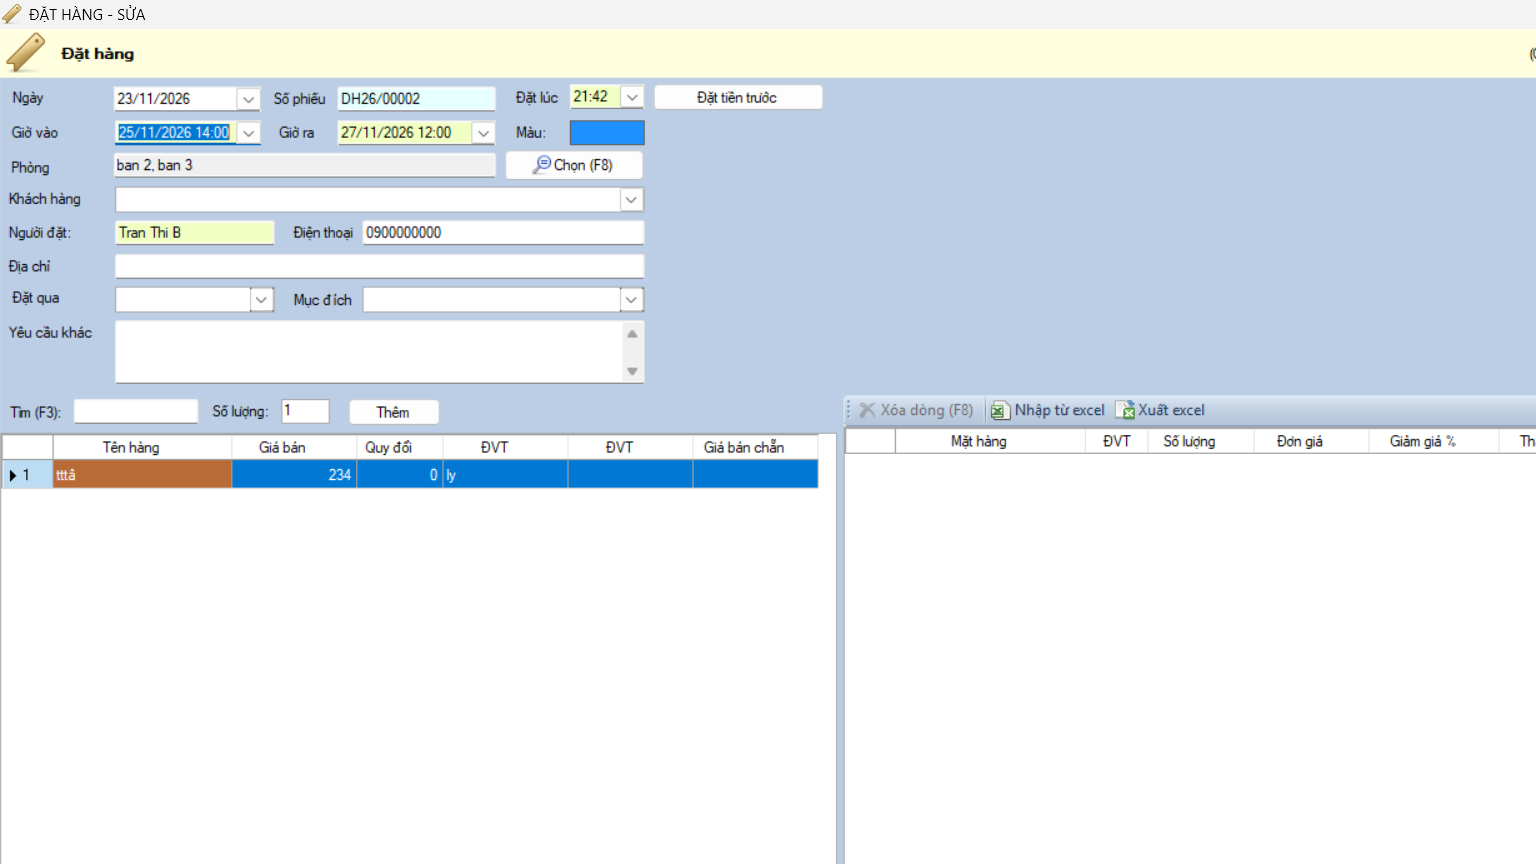 ĐẶT HÀNG - SỬA
Đặt hàng
Ngày 23/11/2026 Số phiếu DH26/00002 Đặt lúc 21:42 Đặt tiền trước
Giờ vào 25/11/2026 14:00 Giờ ra 27/11/2026 12:00 Màu:
Phòng ban 2, ban 3 Chọn (F8)
Khách hàng
Người đặt: Tran Thi B Điện thoại 0900000000
Địa chỉ
Đặt qua Mục đích
Yêu cầu khác
Tìm (F3): Số lượng: 1 Thêm
Xóa dòng (F8) Nhập từ excel Xuất excel
Tên hàng Giá bán Quy đổi ĐVT ĐVT Giá bán chẵn
1 tttâ 234 0 ly
Mặt hàng ĐVT Số lượng Đơn giá Giảm giá %